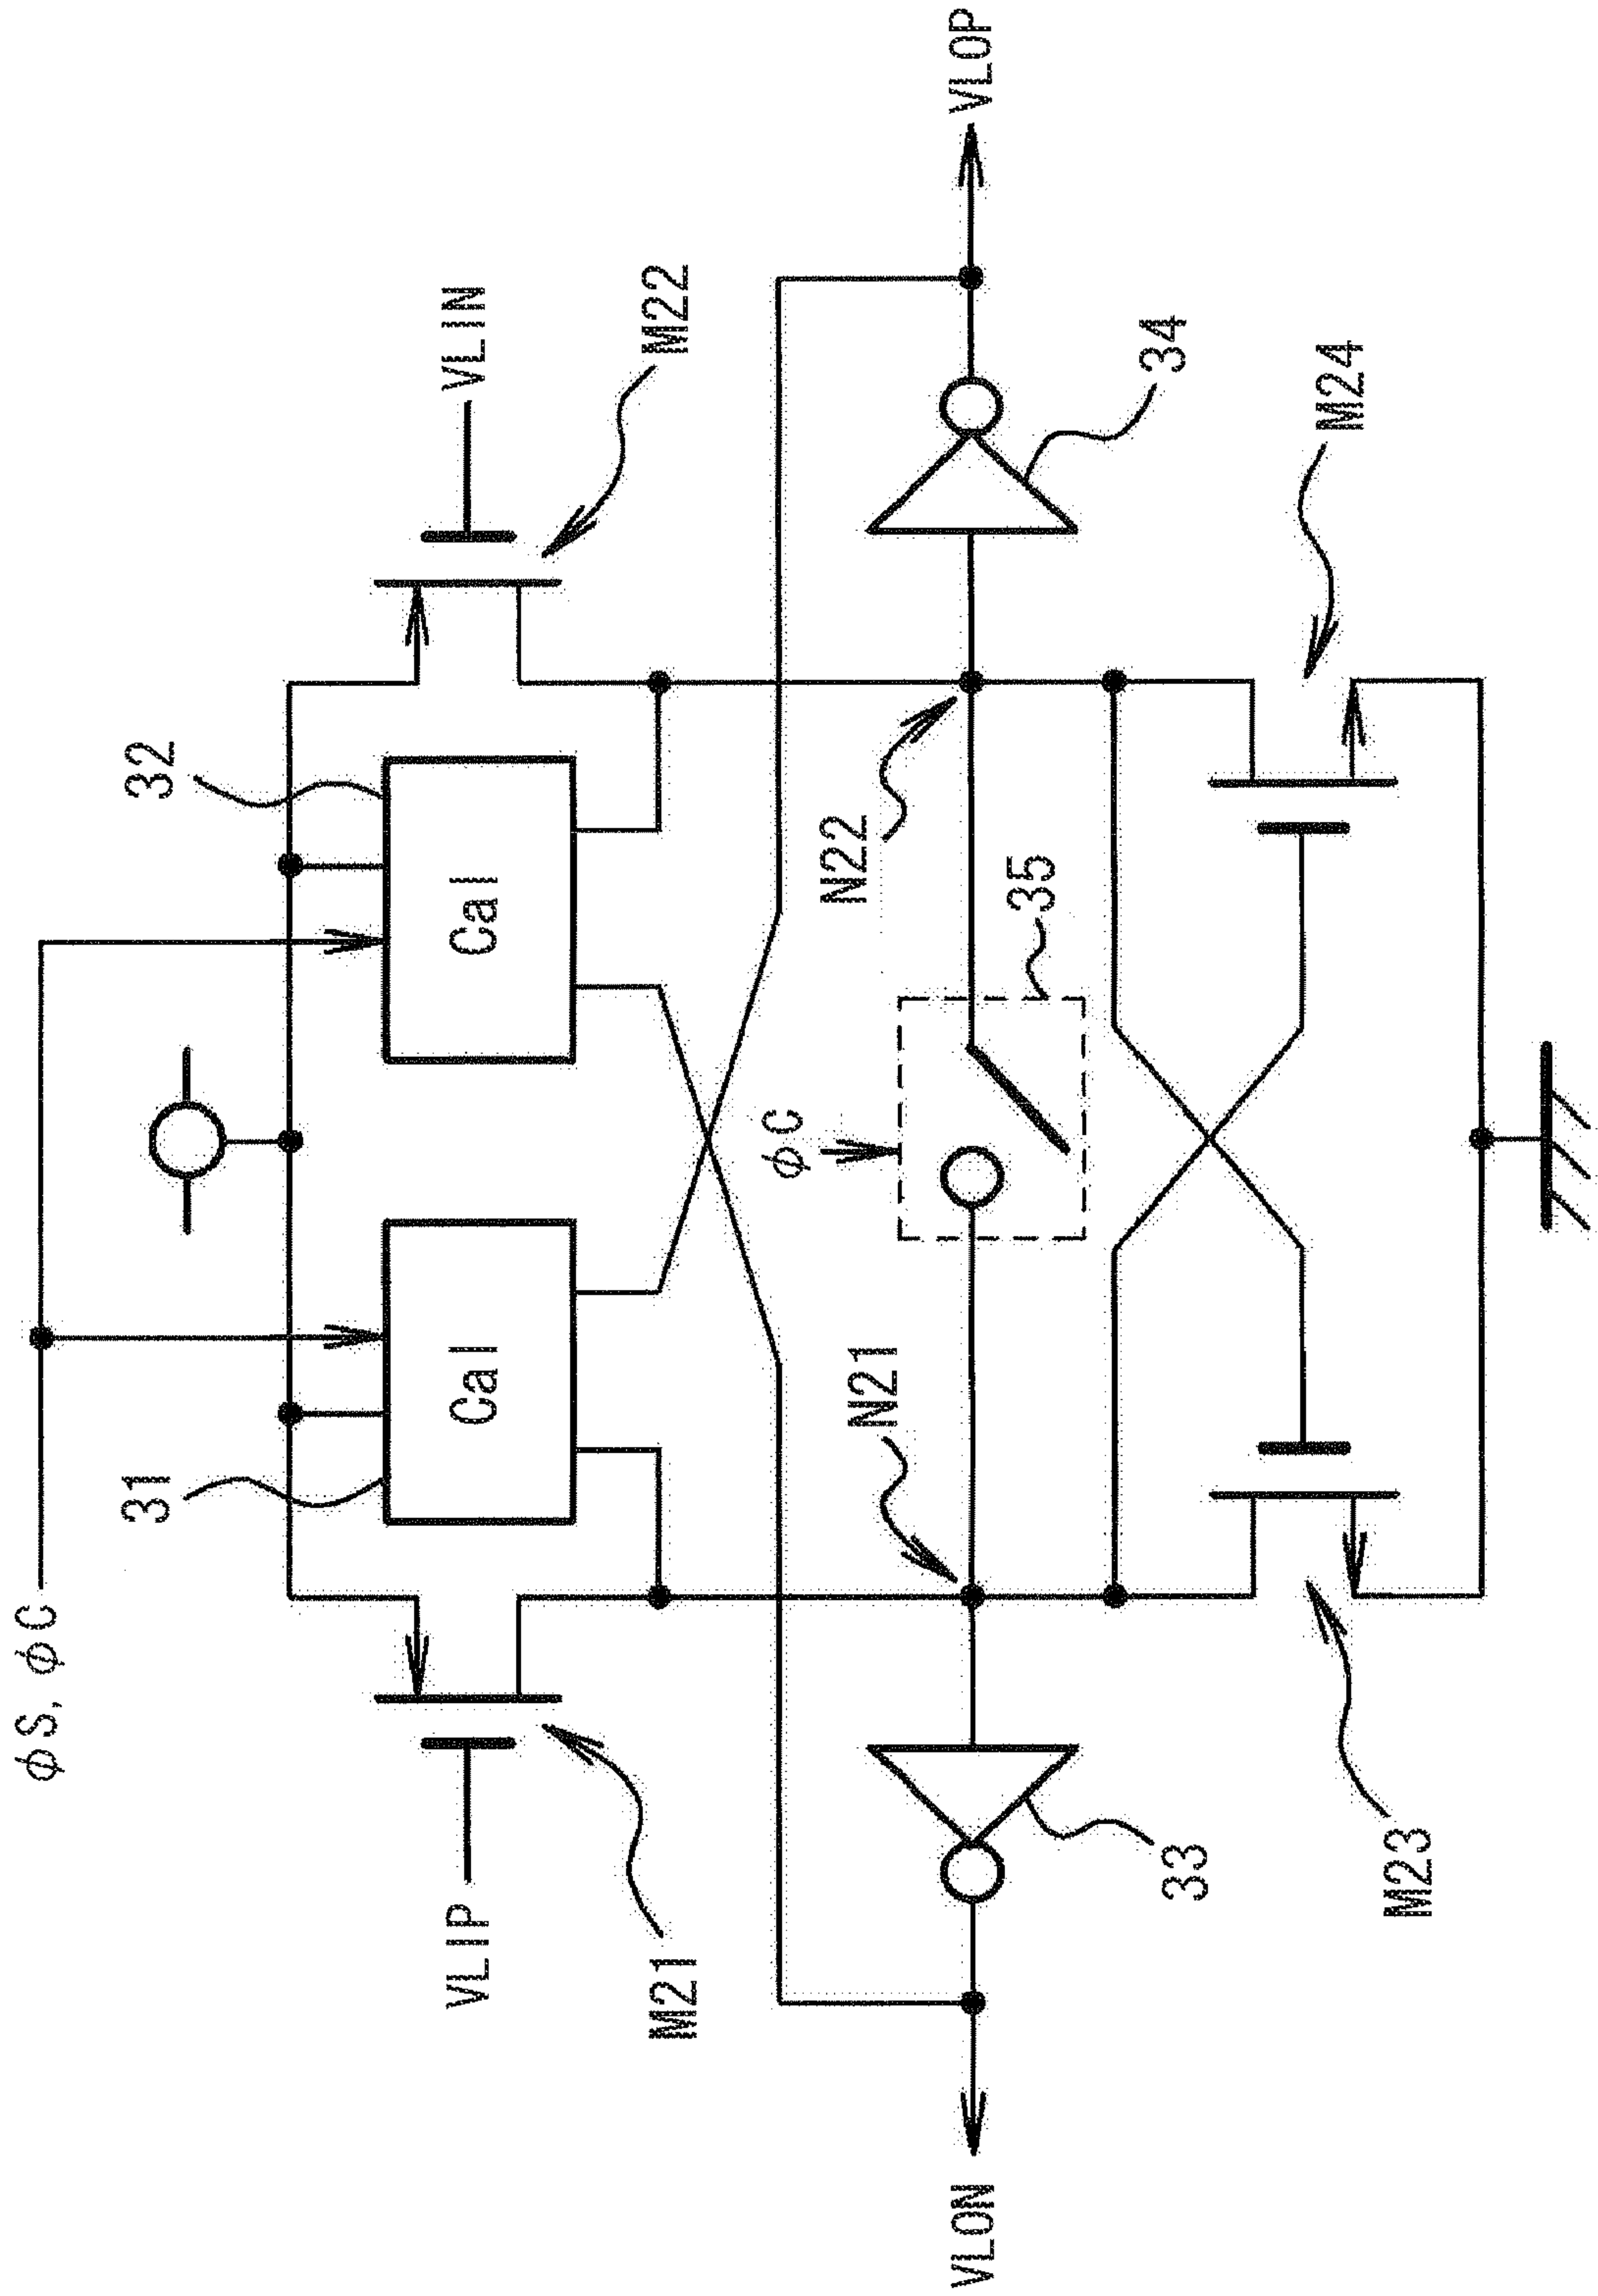 φS, φC
31
32
VLIP
M21
Cal
Cal
VLIN
M22
N21
φC
N22
35
VLON
33
34
VLOP
M23
M24